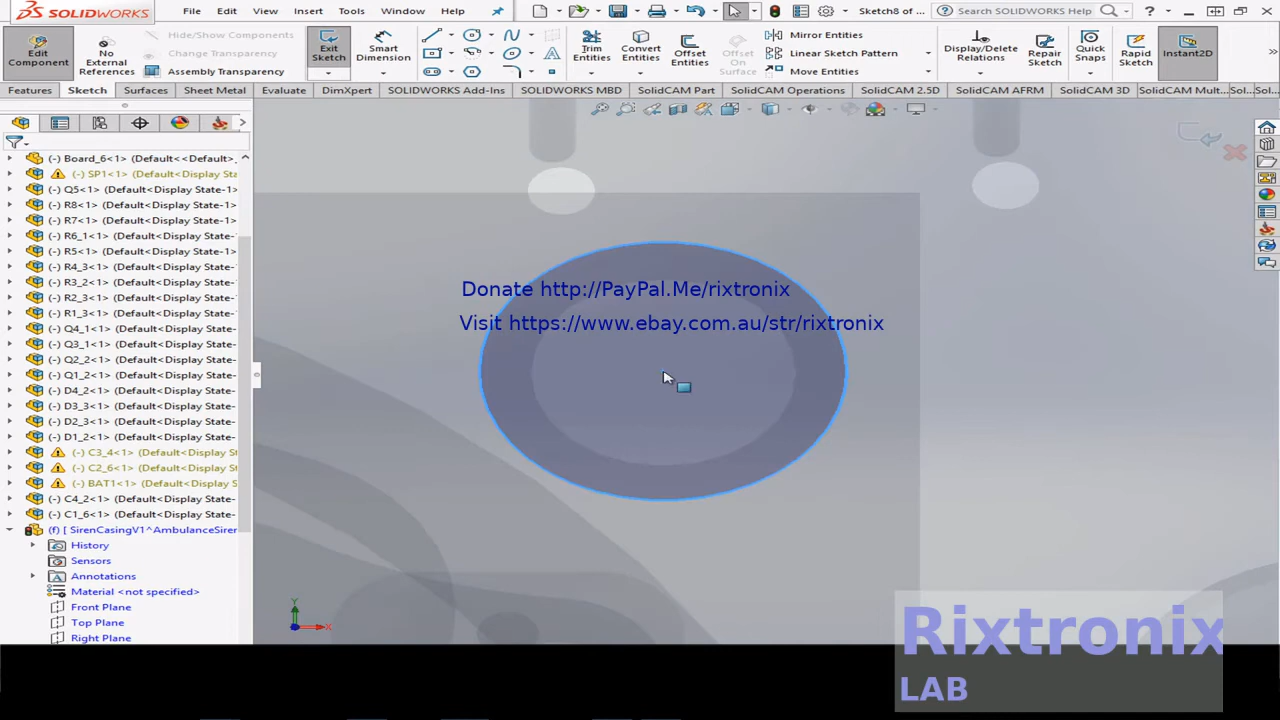 SOLIDWORKS File Edit View Insert Tools Window Help Sketch8 of ... Search SOLIDWORKS Help
Edit Component
No External References
Hide/Show Components
Change Transparency
Assembly Transparency
Exit Sketch
Smart Dimension
Trim Entities
Convert Entities
Offset Entities
Offset On Surface
Mirror Entities
Linear Sketch Pattern
Move Entities
Display/Delete Relations
Repair Sketch
Quick Snaps
Rapid Sketch
Instant2D
Features Sketch Surfaces Sheet Metal Evaluate DimXpert SOLIDWORKS Add-Ins SOLIDWORKS MBD SolidCAM Part SolidCAM Operations SolidCAM 2.5D SolidCAM AFRM SolidCAM 3D SolidCAM Mult... Sol... Sol...
(-) Board_6<1> (Default<<Default>_
(-) SP1<1> (Default<Display Sta
(-) Q5<1> (Default<Display State-1>
(-) R8<1> (Default<Display State-1>
(-) R7<1> (Default<Display State-1>
(-) R6_1<1> (Default<Display State-
(-) R5<1> (Default<Display State-1>
(-) R4_3<1> (Default<Display State-
(-) R3_2<1> (Default<Display State-
(-) R2_3<1> (Default<Display State-
(-) R1_3<1> (Default<Display State-
(-) Q4_1<1> (Default<Display State-
(-) Q3_1<1> (Default<Display State-
(-) Q2_2<1> (Default<Display State-
(-) Q1_2<1> (Default<Display State-
(-) D4_2<1> (Default<Display State-
(-) D3_3<1> (Default<Display State-
(-) D2_3<1> (Default<Display State-
(-) D1_2<1> (Default<Display State-
(-) C3_4<1> (Default<Display S
(-) C2_6<1> (Default<Display S
(-) BAT1<1> (Default<Display S
(-) C4_2<1> (Default<Display State-
(-) C1_6<1> (Default<Display State-
(f) [ SirenCasingV1^AmbulanceSiren
History
Sensors
Annotations
Material <not specified>
Front Plane
Top Plane
Right Plane
Donate http://PayPal.Me/rixtronix
Visit https://www.ebay.com.au/str/rixtronix
Y
X
Rixtronix
LAB